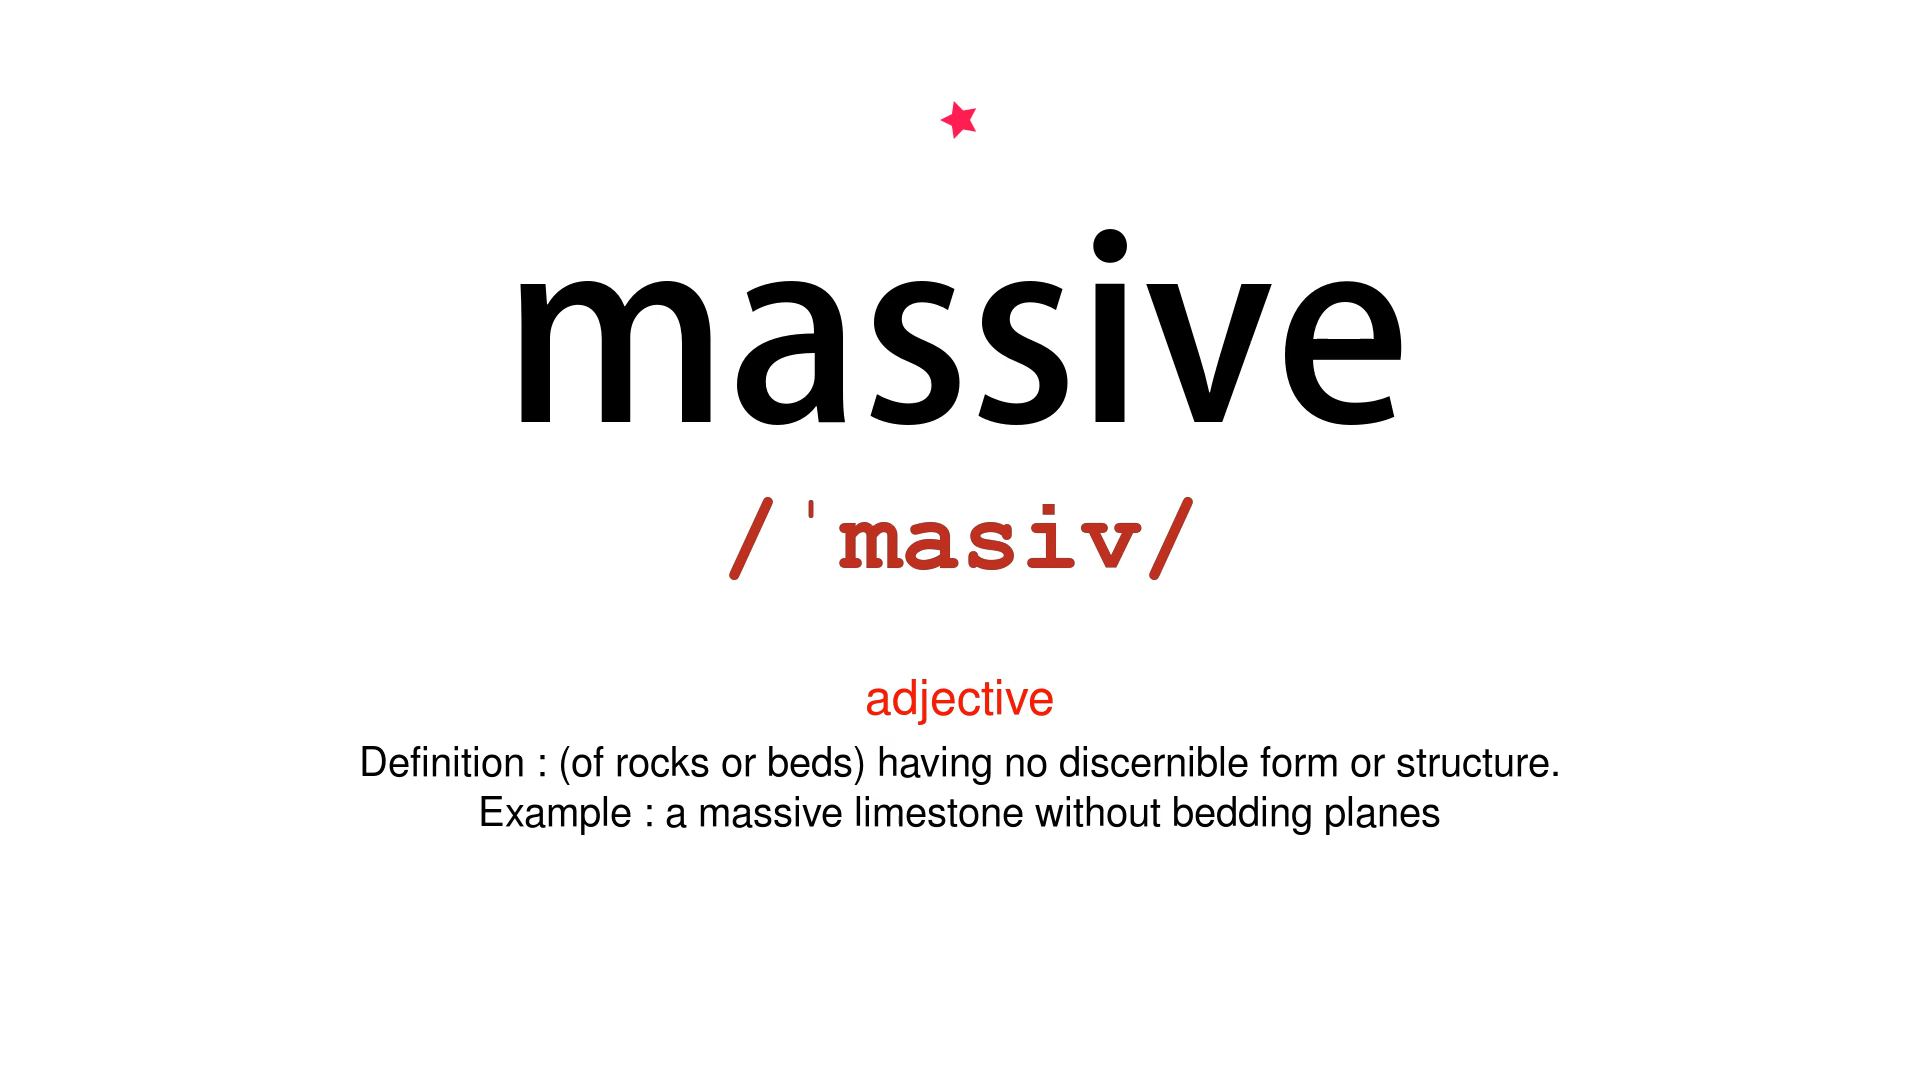 massive
/ˈmasiv/
adjective
Definition : (of rocks or beds) having no discernible form or structure.
Example : a massive limestone without bedding planes